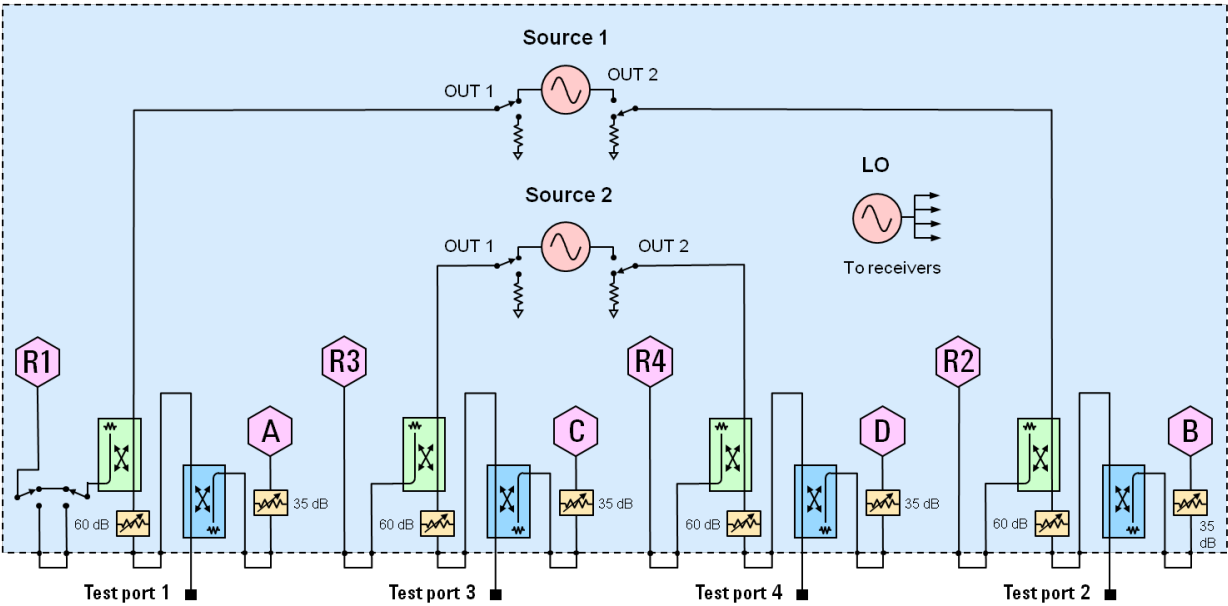 Source 1
OUT 1
OUT 2
LO
Source 2
OUT 1
OUT 2
To receivers
R1
R3
R4
R2
A
C
D
B
60 dB
35 dB
60 dB
35 dB
60 dB
35 dB
60 dB
35
dB
Test port 1
Test port 3
Test port 4
Test port 2